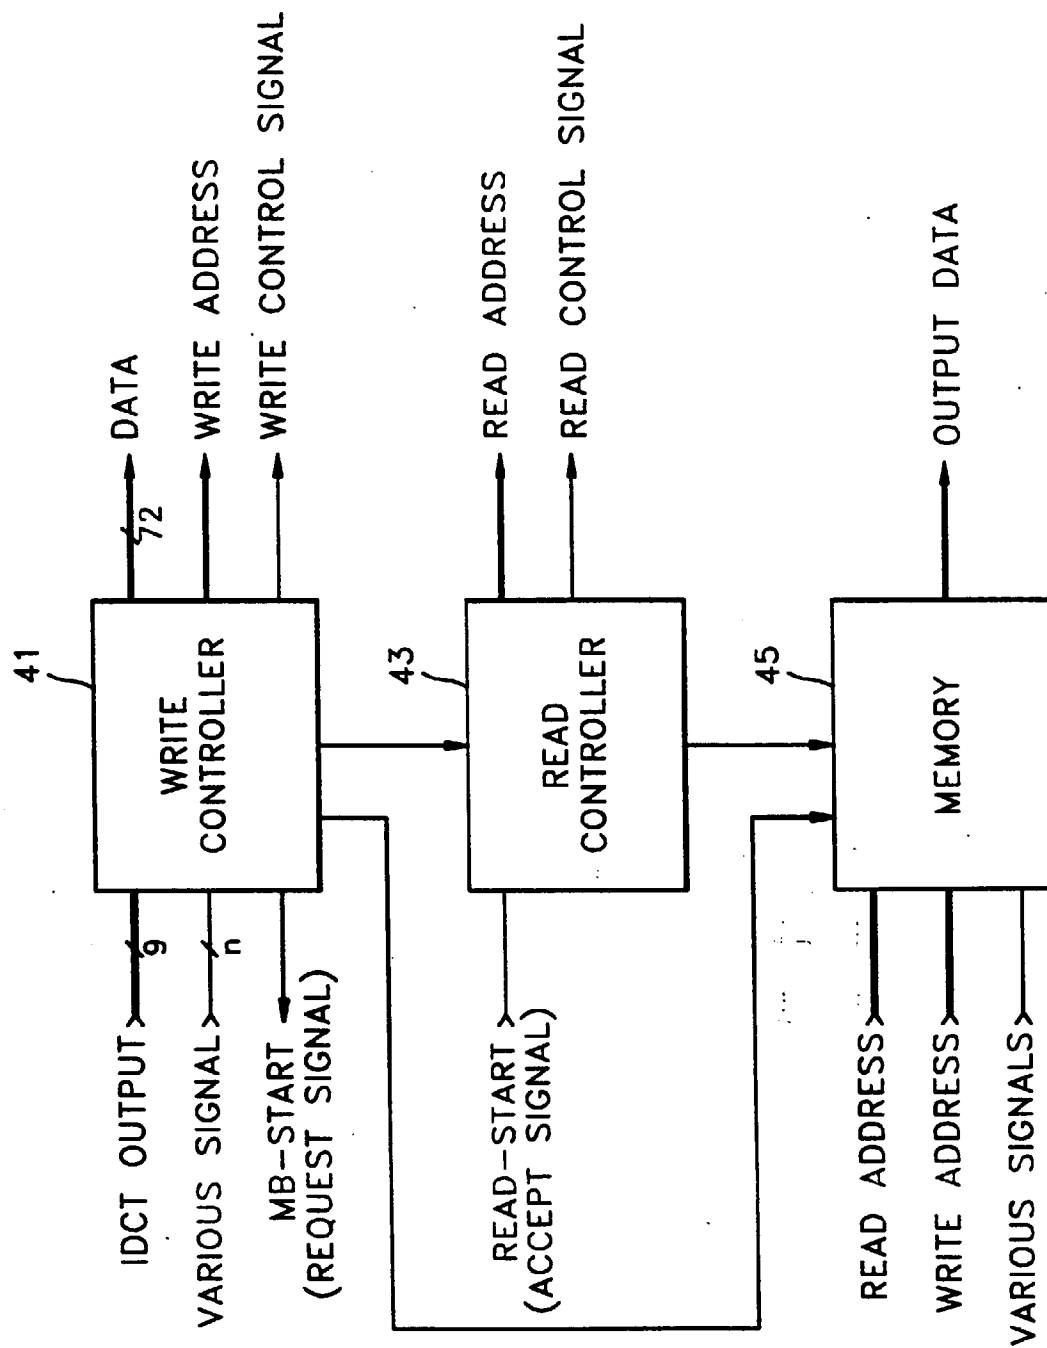 41
IDCT OUTPUT
9
VARIOUS SIGNAL
n
MB-START
(REQUEST SIGNAL)
WRITE
CONTROLLER
72
DATA
WRITE ADDRESS
WRITE CONTROL SIGNAL
43
READ-START
(ACCEPT SIGNAL)
READ
CONTROLLER
READ ADDRESS
READ CONTROL SIGNAL
45
READ ADDRESS
WRITE ADDRESS
VARIOUS SIGNALS
MEMORY
OUTPUT DATA